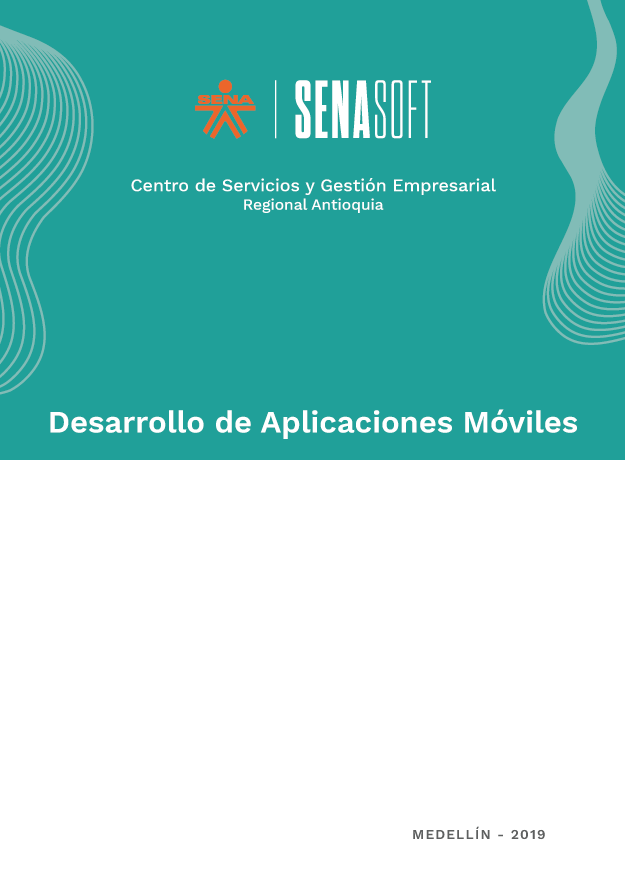 SENA
SENASOFT
Centro de Servicios y Gestión Empresarial
Regional Antioquia
Desarrollo de Aplicaciones Móviles
MEDELLÍN - 2019